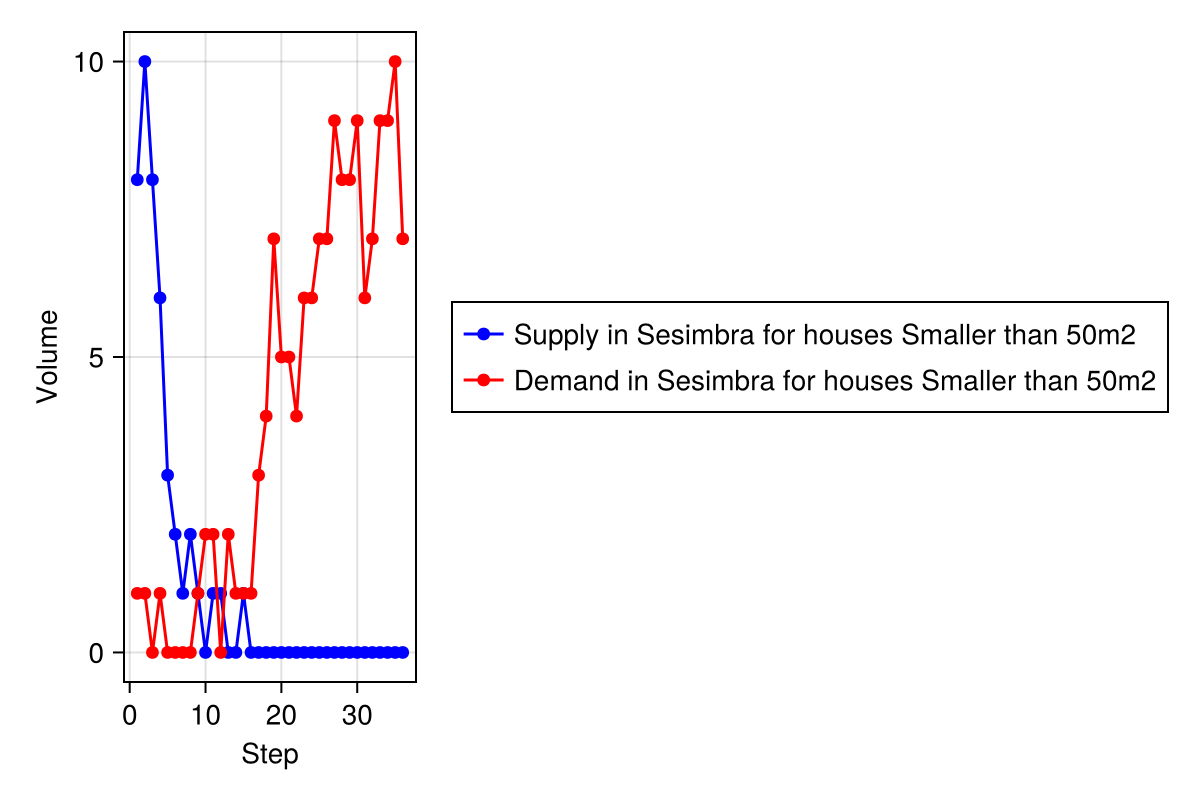 10
5
0
Volume
0 10 20 30
Step
Supply in Sesimbra for houses Smaller than 50m2
Demand in Sesimbra for houses Smaller than 50m2